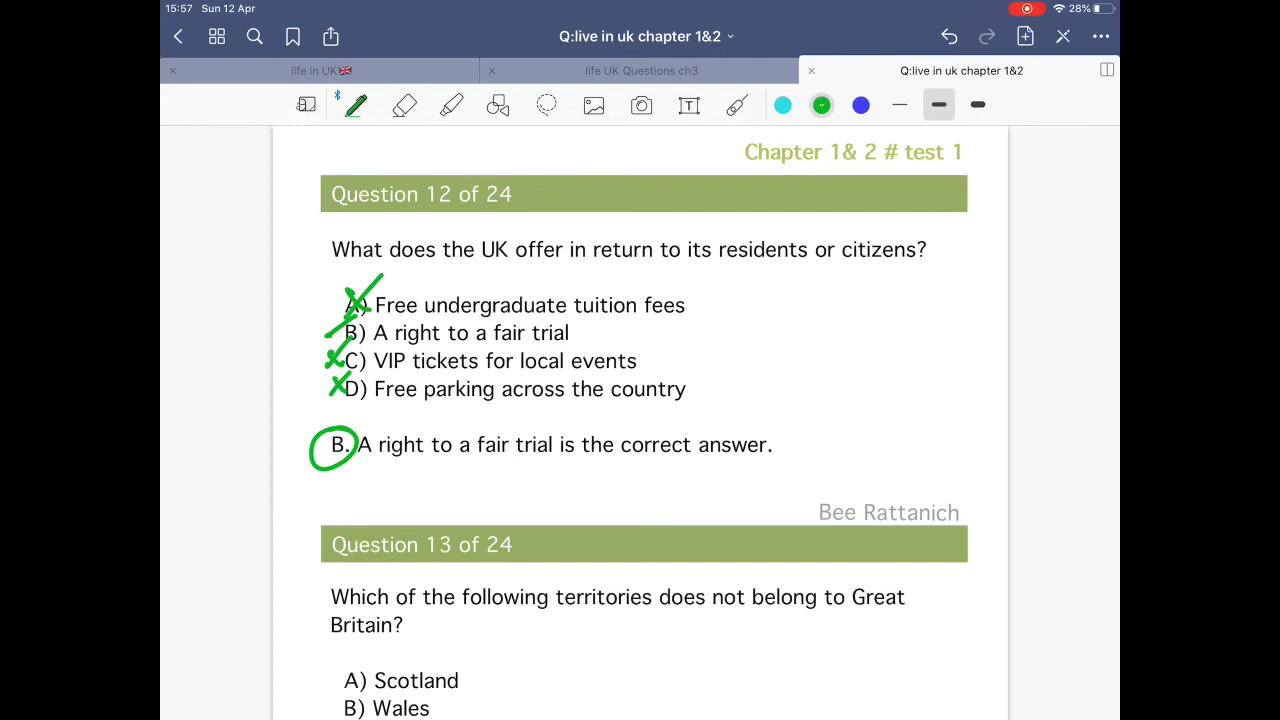 15:57 Sun 12 Apr
28%
Q:live in uk chapter 1&2
life in UK🇬🇧
life UK Questions ch3
Q:live in uk chapter 1&2
T
Chapter 1& 2 # test 1
Question 12 of 24
What does the UK offer in return to its residents or citizens?
A) Free undergraduate tuition fees
B) A right to a fair trial
C) VIP tickets for local events
D) Free parking across the country
B. A right to a fair trial is the correct answer.
Bee Rattanich
Question 13 of 24
Which of the following territories does not belong to Great
Britain?
A) Scotland
B) Wales